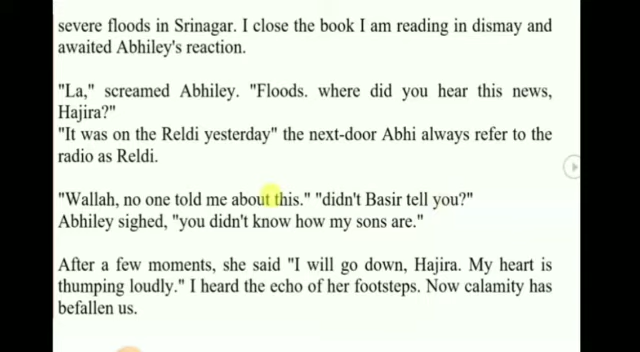 severe floods in Srinagar. I close the book I am reading in dismay and
awaited Abhiley's reaction.
"La," screamed Abhiley. "Floods. where did you hear this news,
Hajira?"
"It was on the Reldi yesterday" the next-door Abhi always refer to the
radio as Reldi.
"Wallah, no one told me about this." "didn't Basir tell you?"
Abhiley sighed, "you didn't know how my sons are."
After a few moments, she said "I will go down, Hajira. My heart is
thumping loudly." I heard the echo of her footsteps. Now calamity has
befallen us.